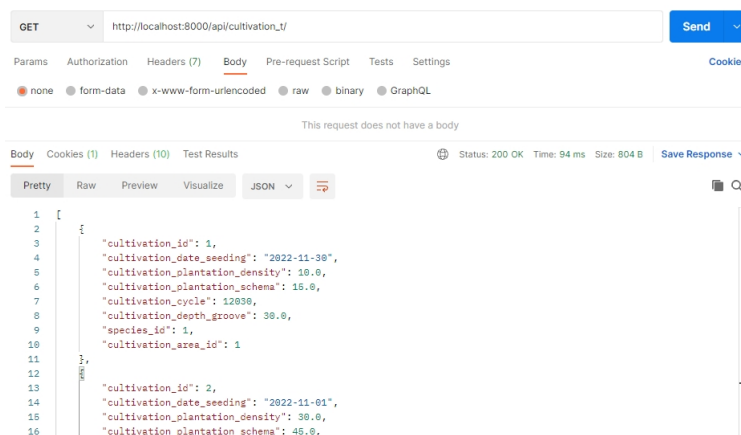 GET http://localhost:8000/api/cultivation_t/ Send
Params Authorization Headers (7) Body Pre-request Script Tests Settings Cookie
none form-data x-www-form-urlencoded raw binary GraphQL
This request does not have a body
Body Cookies (1) Headers (10) Test Results Status: 200 OK Time: 94 ms Size: 804 B Save Response
Pretty Raw Preview Visualize JSON
1 [
2 {
3 "cultivation_id": 1,
4 "cultivation_date_seeding": "2022-11-30",
5 "cultivation_plantation_density": 10.0,
6 "cultivation_plantation_schema": 15.0,
7 "cultivation_cycle": 12030,
8 "cultivation_depth_groove": 30.0,
9 "species_id": 1,
10 "cultivation_area_id": 1
11 },
12 {
13 "cultivation_id": 2,
14 "cultivation_date_seeding": "2022-11-01",
15 "cultivation_plantation_density": 30.0,
16 "cultivation_plantation_schema": 45.0,